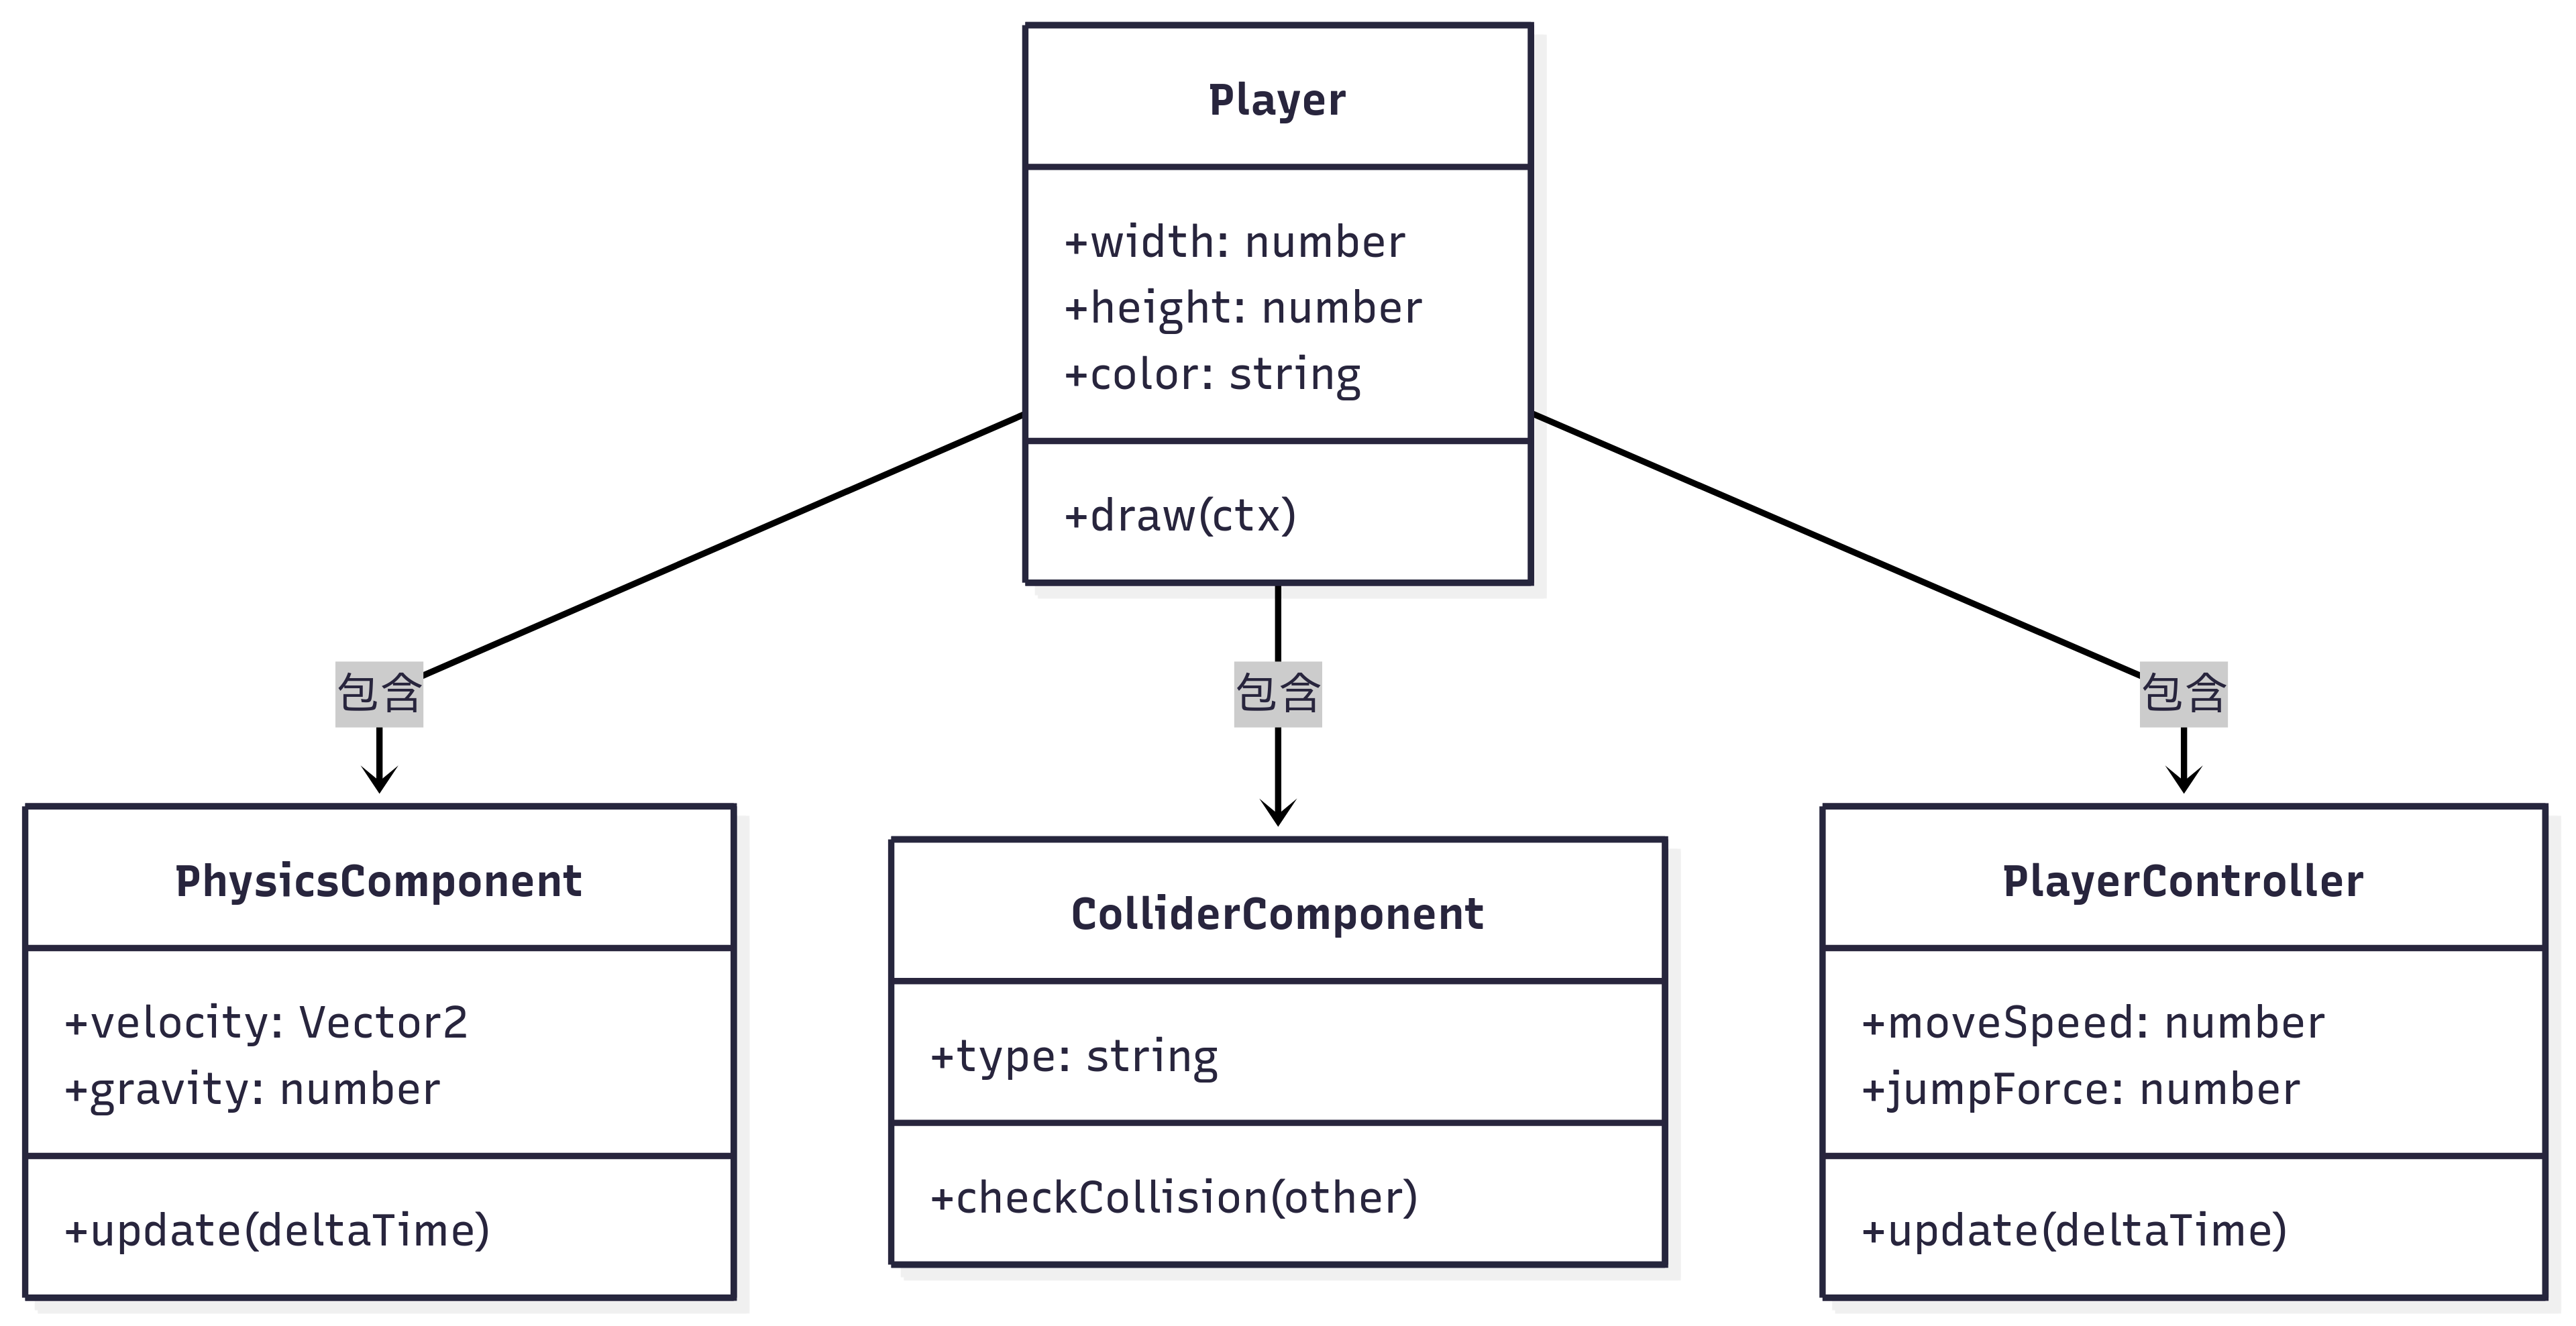 Player
+width: number
+height: number
+color: string
+draw(ctx)
包含
包含
包含
PhysicsComponent
+velocity: Vector2
+gravity: number
+update(deltaTime)
ColliderComponent
+type: string
+checkCollision(other)
PlayerController
+moveSpeed: number
+jumpForce: number
+update(deltaTime)